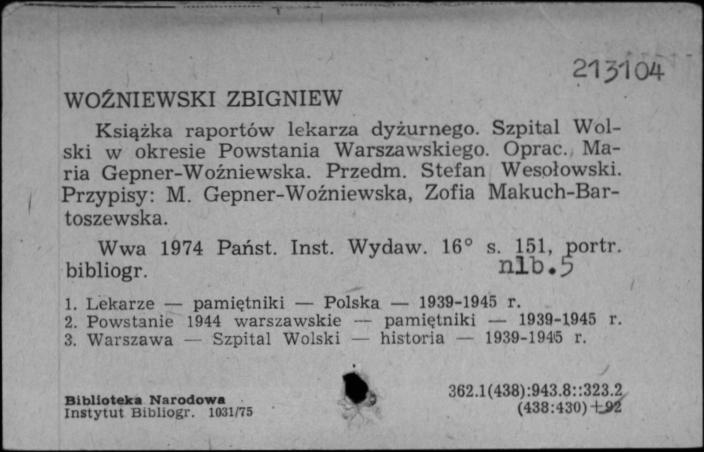 213104
WOŹNIEWSKI ZBIGNIEW
Książka raportów lekarza dyżurnego. Szpital Wol-
ski w okresie Powstania Warszawskiego. Oprac. Ma-
ria Gepner-Woźniewska. Przedm. Stefan Wesołowski.
Przypisy: M. Gepner-Woźniewska, Zofia Makuch-Bar-
toszewska.
Wwa 1974 Państ. Inst. Wydaw. 16° s. 151, portr.
bibliogr. nlb.5
1. Lekarze — pamiętniki — Polska — 1939-1945 r.
2. Powstanie 1944 warszawskie — pamiętniki — 1939-1945 r.
3. Warszawa — Szpital Wolski — historia — 1939-1945 r.
362.1(438):943.8::323.2
Biblioteka Narodowa
(438:430)+92
Instytut Bibliogr. 1031/75